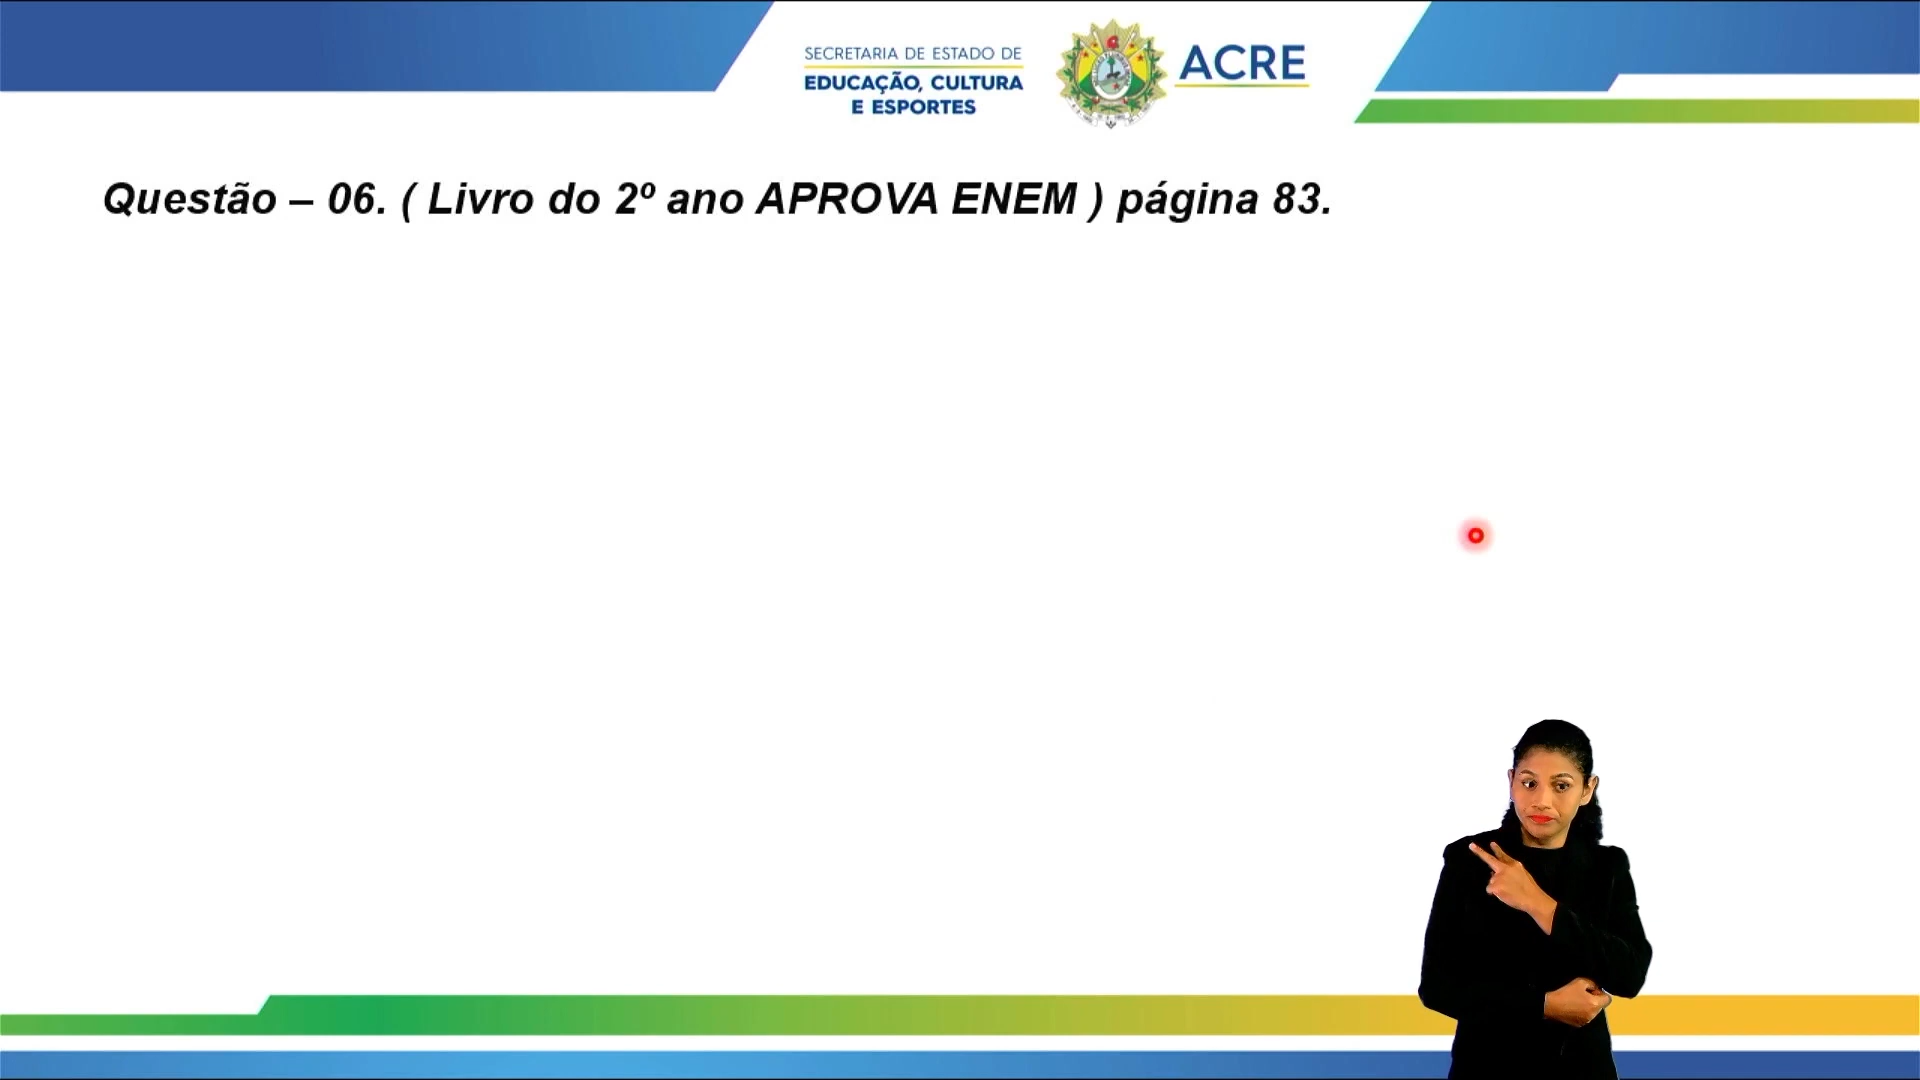 SECRETARIA DE ESTADO DE
EDUCAÇÃO, CULTURA
E ESPORTES
ACRE
Questão – 06. ( Livro do 2º ano APROVA ENEM ) página 83.